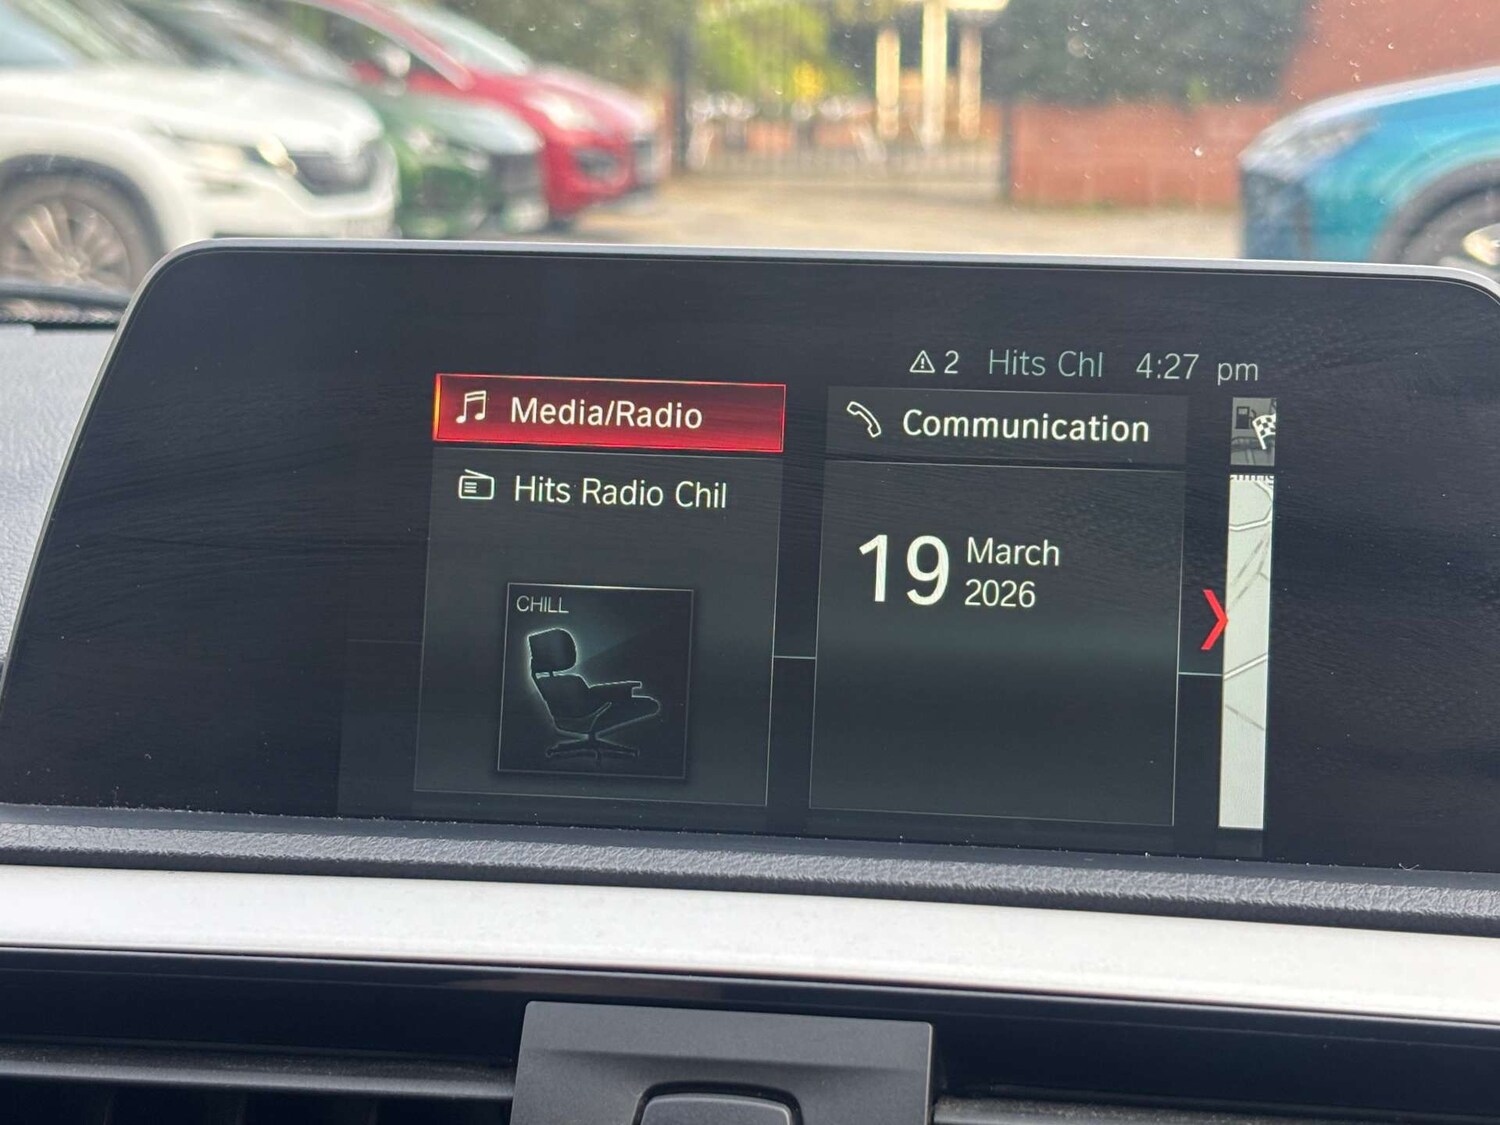 2 Hits Chl 4:27 pm
Media/Radio
Hits Radio Chil
CHILL
Communication
19 March
2026